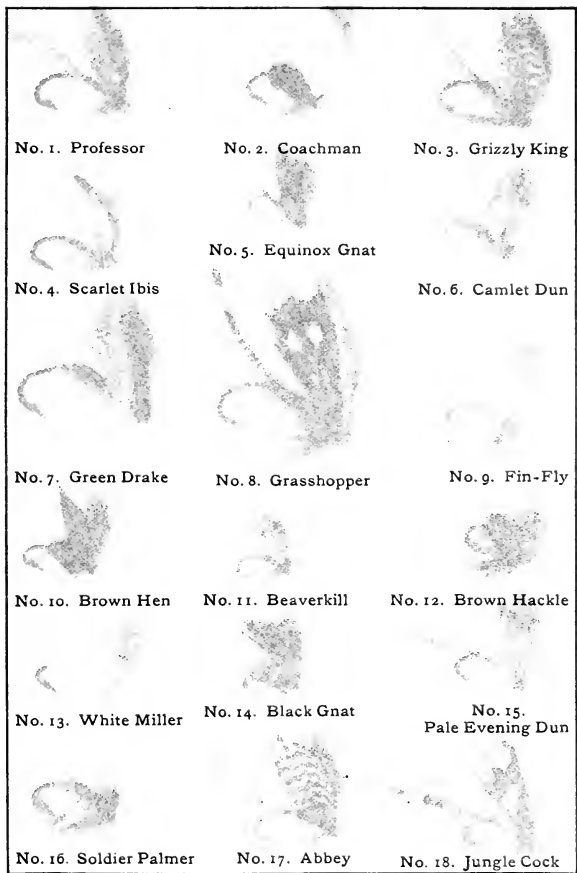 No. 1. Professor
No. 2. Coachman
No. 3. Grizzly King
No. 4. Scarlet Ibis
No. 5. Equinox Gnat
No. 6. Camlet Dun
No. 7. Green Drake
No. 8. Grasshopper
No. 9. Fin-Fly
No. 10. Brown Hen
No. 11. Beaverkill
No. 12. Brown Hackle
No. 13. White Miller
No. 14. Black Gnat
No. 15.
Pale Evening Dun
No. 16. Soldier Palmer
No. 17. Abbey
No. 18. Jungle Cock